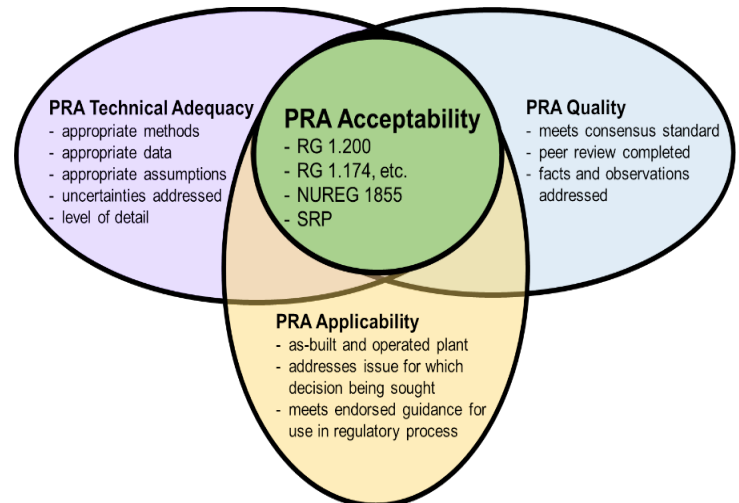 PRA Technical Adequacy
- appropriate methods
- appropriate data
- appropriate assumptions
- uncertainties addressed
- level of detail
PRA Acceptability
- RG 1.200
- RG 1.174, etc.
- NUREG 1855
- SRP
PRA Quality
- meets consensus standard
- peer review completed
- facts and observations
addressed
PRA Applicability
- as-built and operated plant
- addresses issue for which
decision being sought
- meets endorsed guidance for
use in regulatory process